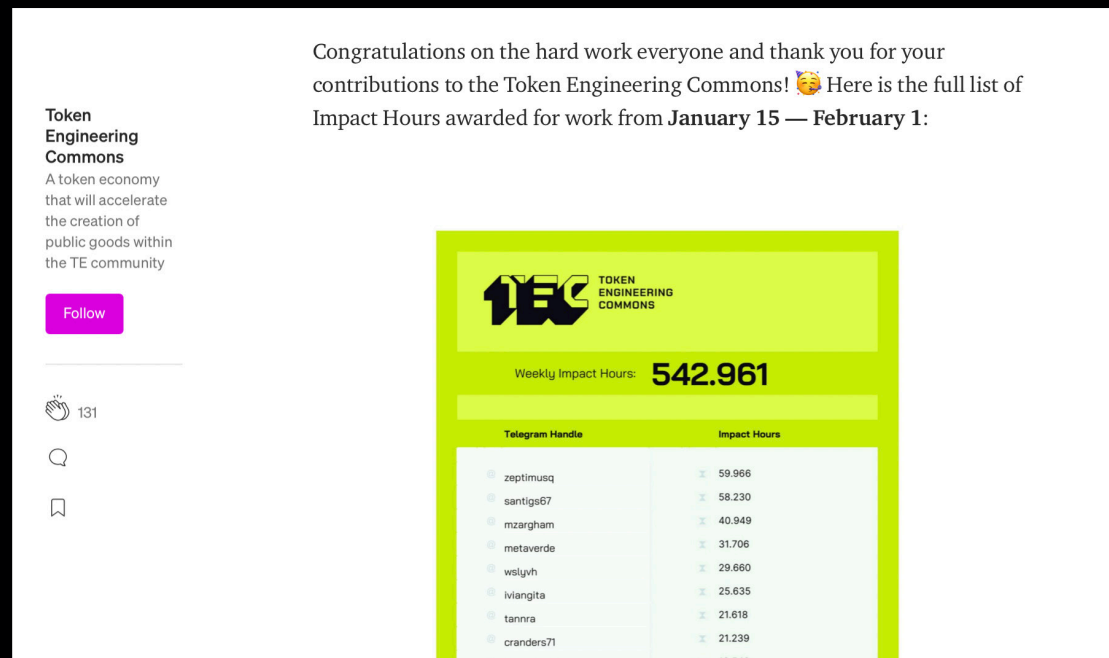 Congratulations on the hard work everyone and thank you for your
contributions to the Token Engineering Commons! 🥳 Here is the full list of
Impact Hours awarded for work from January 15 — February 1:
Token
Engineering
Commons
A token economy
that will accelerate
the creation of
public goods within
the TE community
Follow
131
TEC
TOKEN
ENGINEERING
COMMONS
Weekly Impact Hours: 542.961
Telegram Handle Impact Hours
zeptimusq 59.966
santigs67 58.230
mzargham 40.949
metaverde 31.706
wslyvh 29.660
iviangita 25.635
tannra 21.618
cranders71 21.239